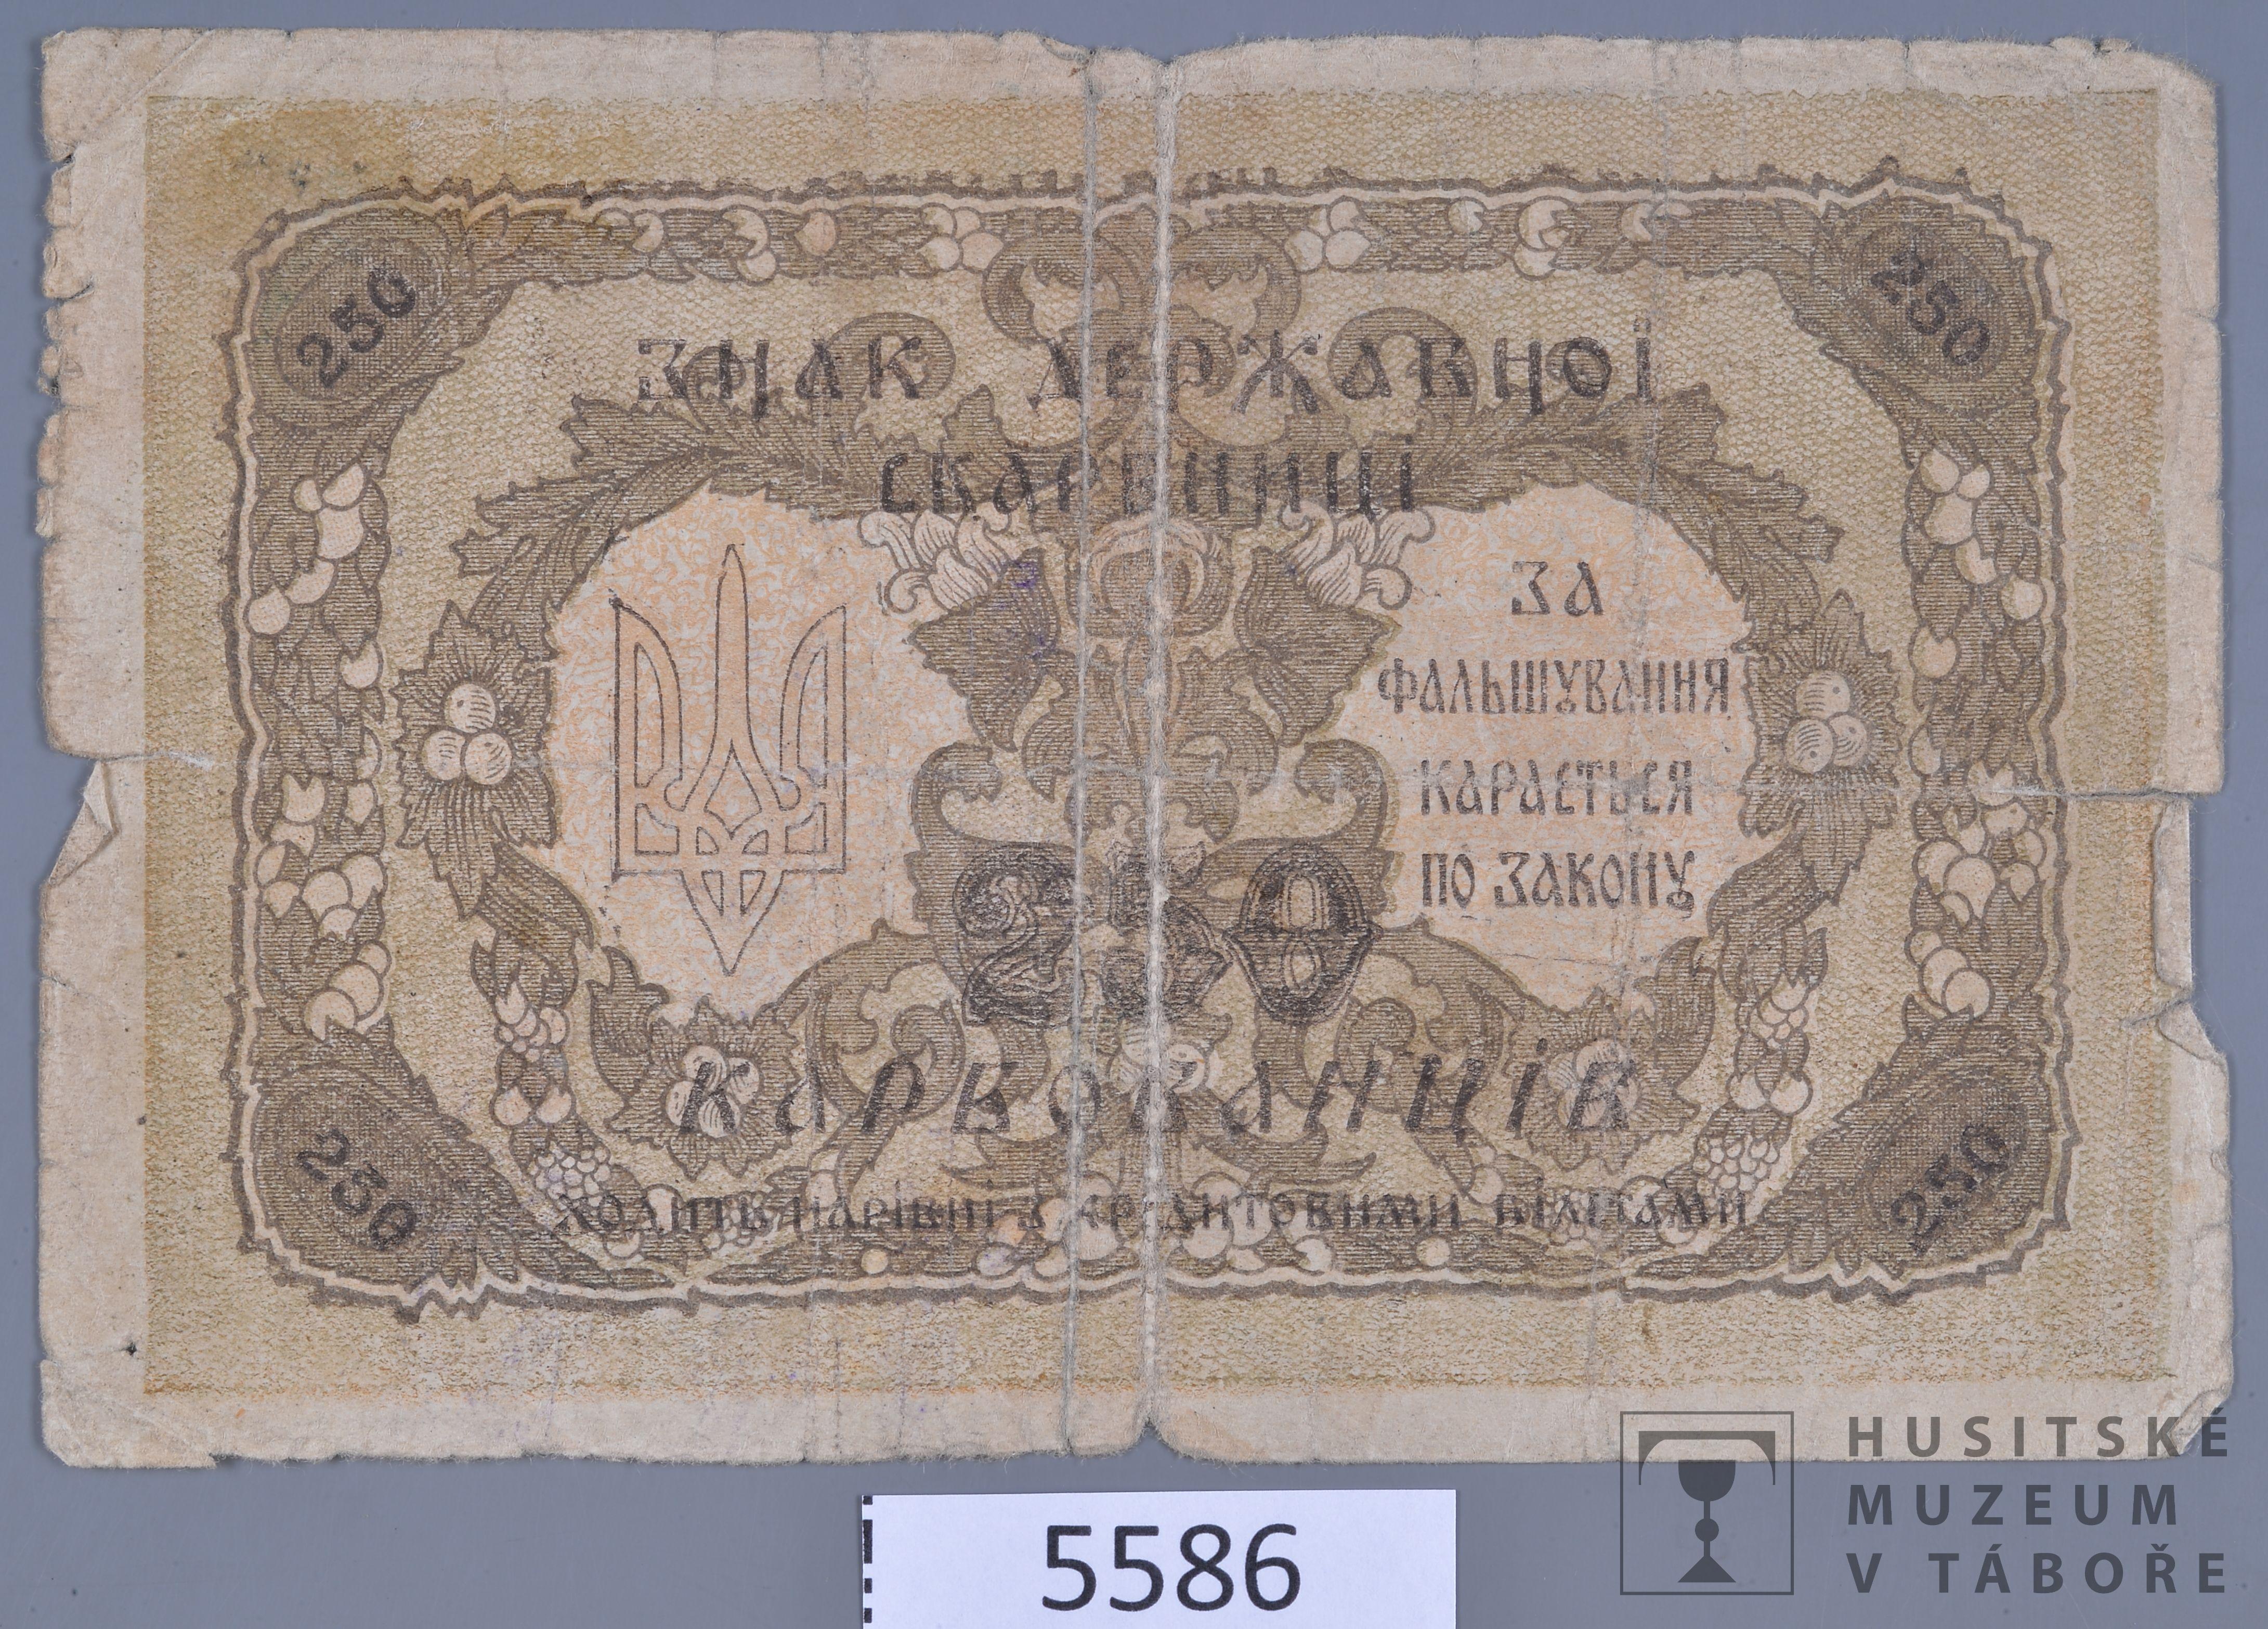 250
250
ЗНАК ДЕРЖАВНОЇ
СКАРБНИЦІ
ЗА
ФАЛЬШУВАННЯ
КАРАЄТЬСЯ
ПО ЗАКОНУ
250
КАРБОВАНЦІВ
250
250
ХОДИТЬ НАРІВНІ З КРЕДИТОВИМИ БІЛЕТАМИ
5586
HUSITSKÉ
MUZEUM
V TÁBOŘE